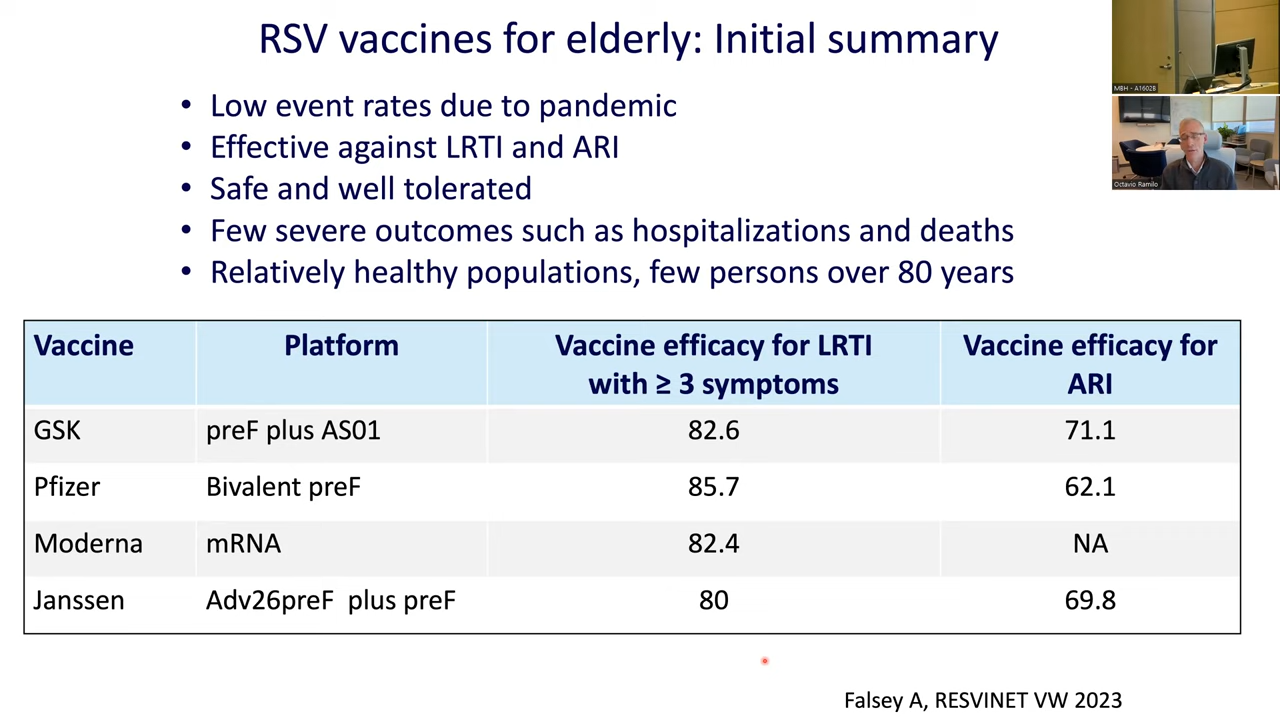 RSV vaccines for elderly: Initial summary
• Low event rates due to pandemic
• Effective against LRTI and ARI
• Safe and well tolerated
• Few severe outcomes such as hospitalizations and deaths
• Relatively healthy populations, few persons over 80 years
MBH - A16028
Octavio Ramilo
Vaccine Platform Vaccine efficacy for LRTI with ≥ 3 symptoms Vaccine efficacy for ARI
GSK preF plus AS01 82.6 71.1
Pfizer Bivalent preF 85.7 62.1
Moderna mRNA 82.4 NA
Janssen Adv26preF plus preF 80 69.8
Falsey A, RESVINET VW 2023